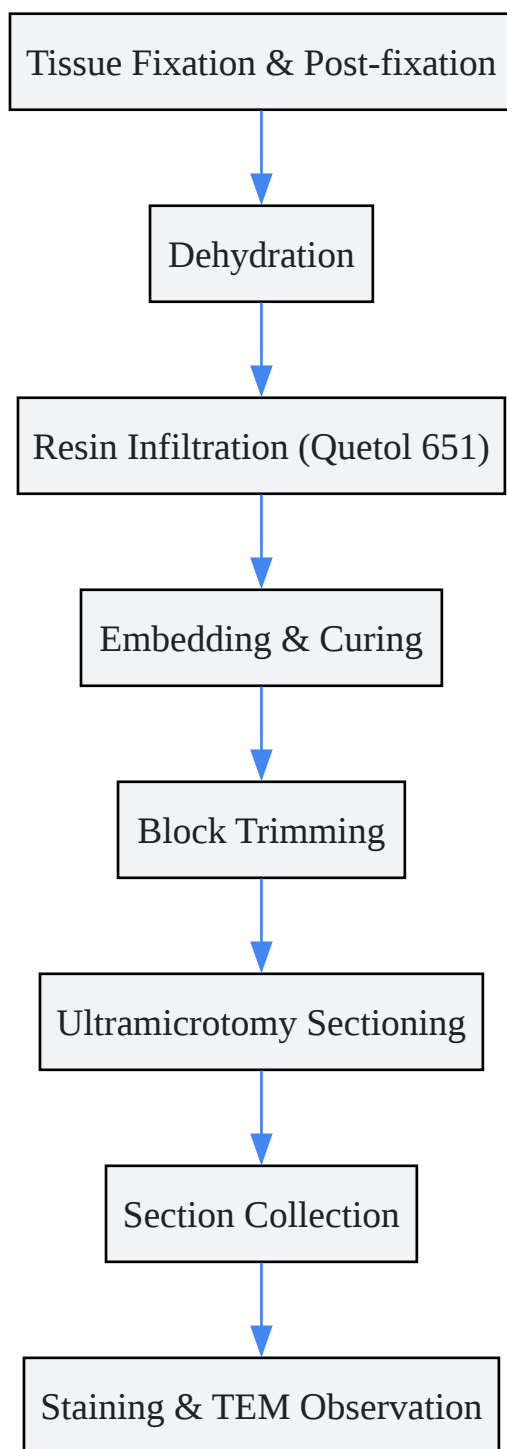 Tissue Fixation & Post-fixation
Dehydration
Resin Infiltration (Quetol 651)
Embedding & Curing
Block Trimming
Ultramicrotomy Sectioning
Section Collection
Staining & TEM Observation